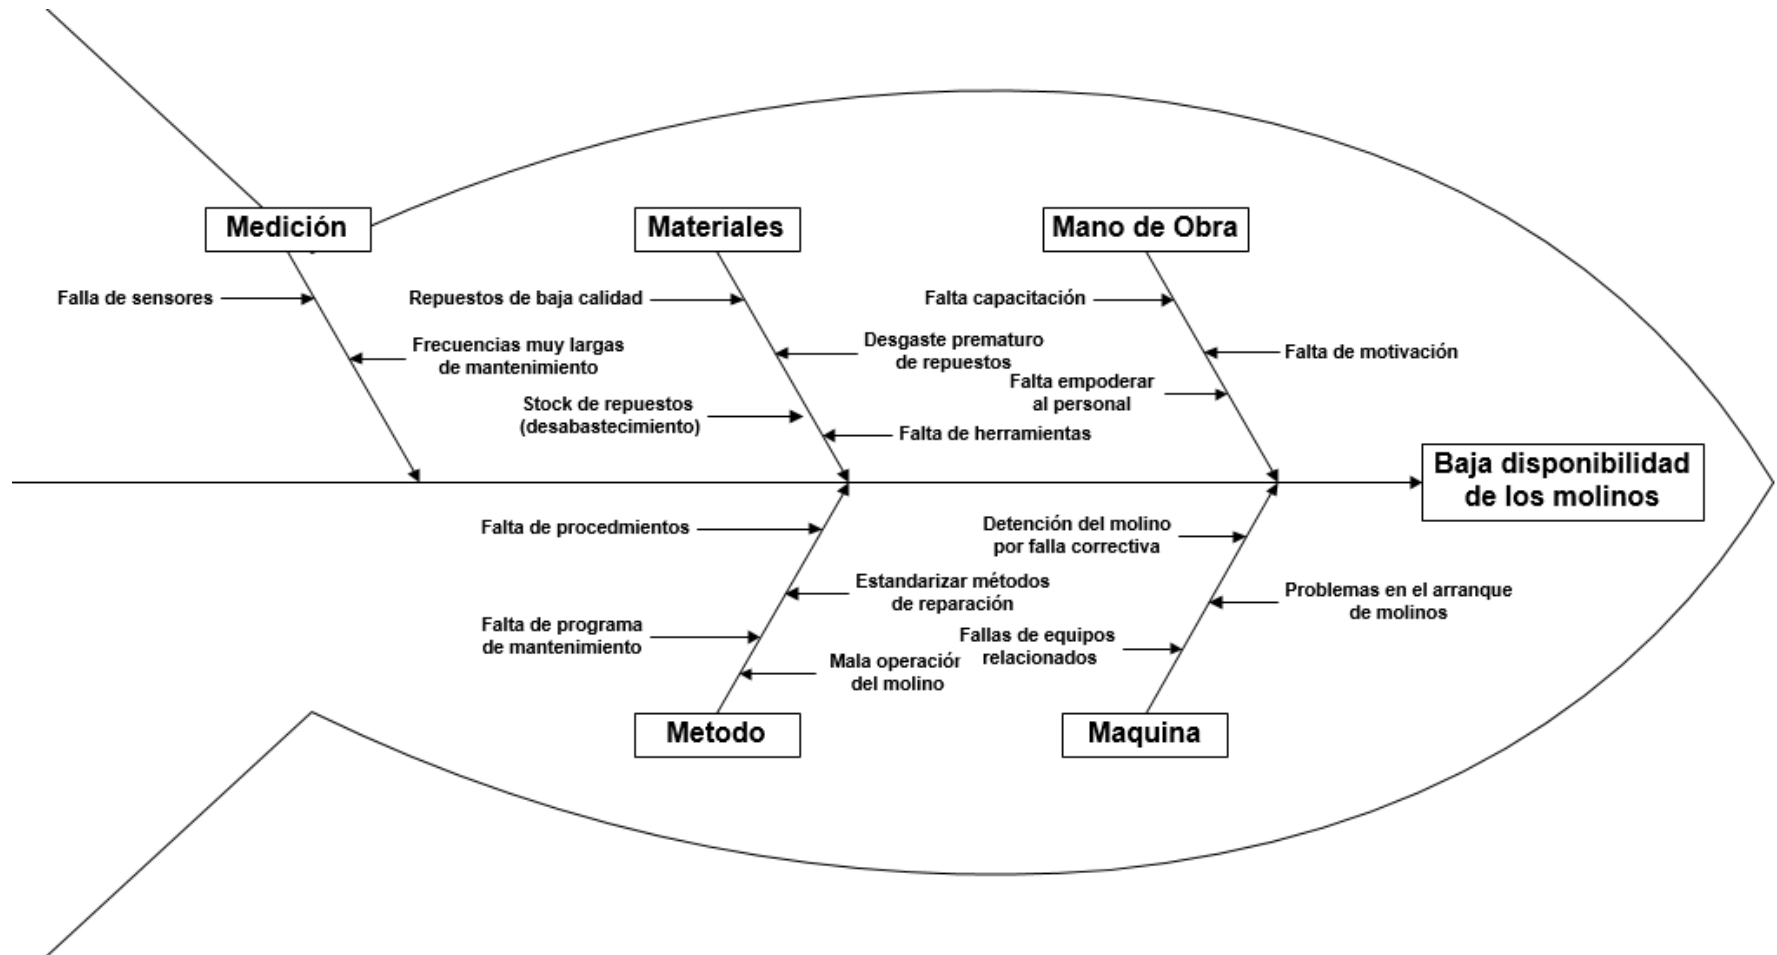 Medición
Materiales
Mano de Obra
Falla de sensores
Frecuencias muy largas
de mantenimiento
Repuestos de baja calidad
Desgaste prematuro
de repuestos
Stock de repuestos
(desabastecimiento)
Falta de herramientas
Falta capacitación
Falta de motivación
Falta empoderar
al personal
Baja disponibilidad
de los molinos
Falta de procedmientos
Estandarizar métodos
de reparación
Falta de programa
de mantenimiento
Mala operación
del molino
Detención del molino
por falla correctiva
Problemas en el arranque
de molinos
Fallas de equipos
relacionados
Metodo
Maquina